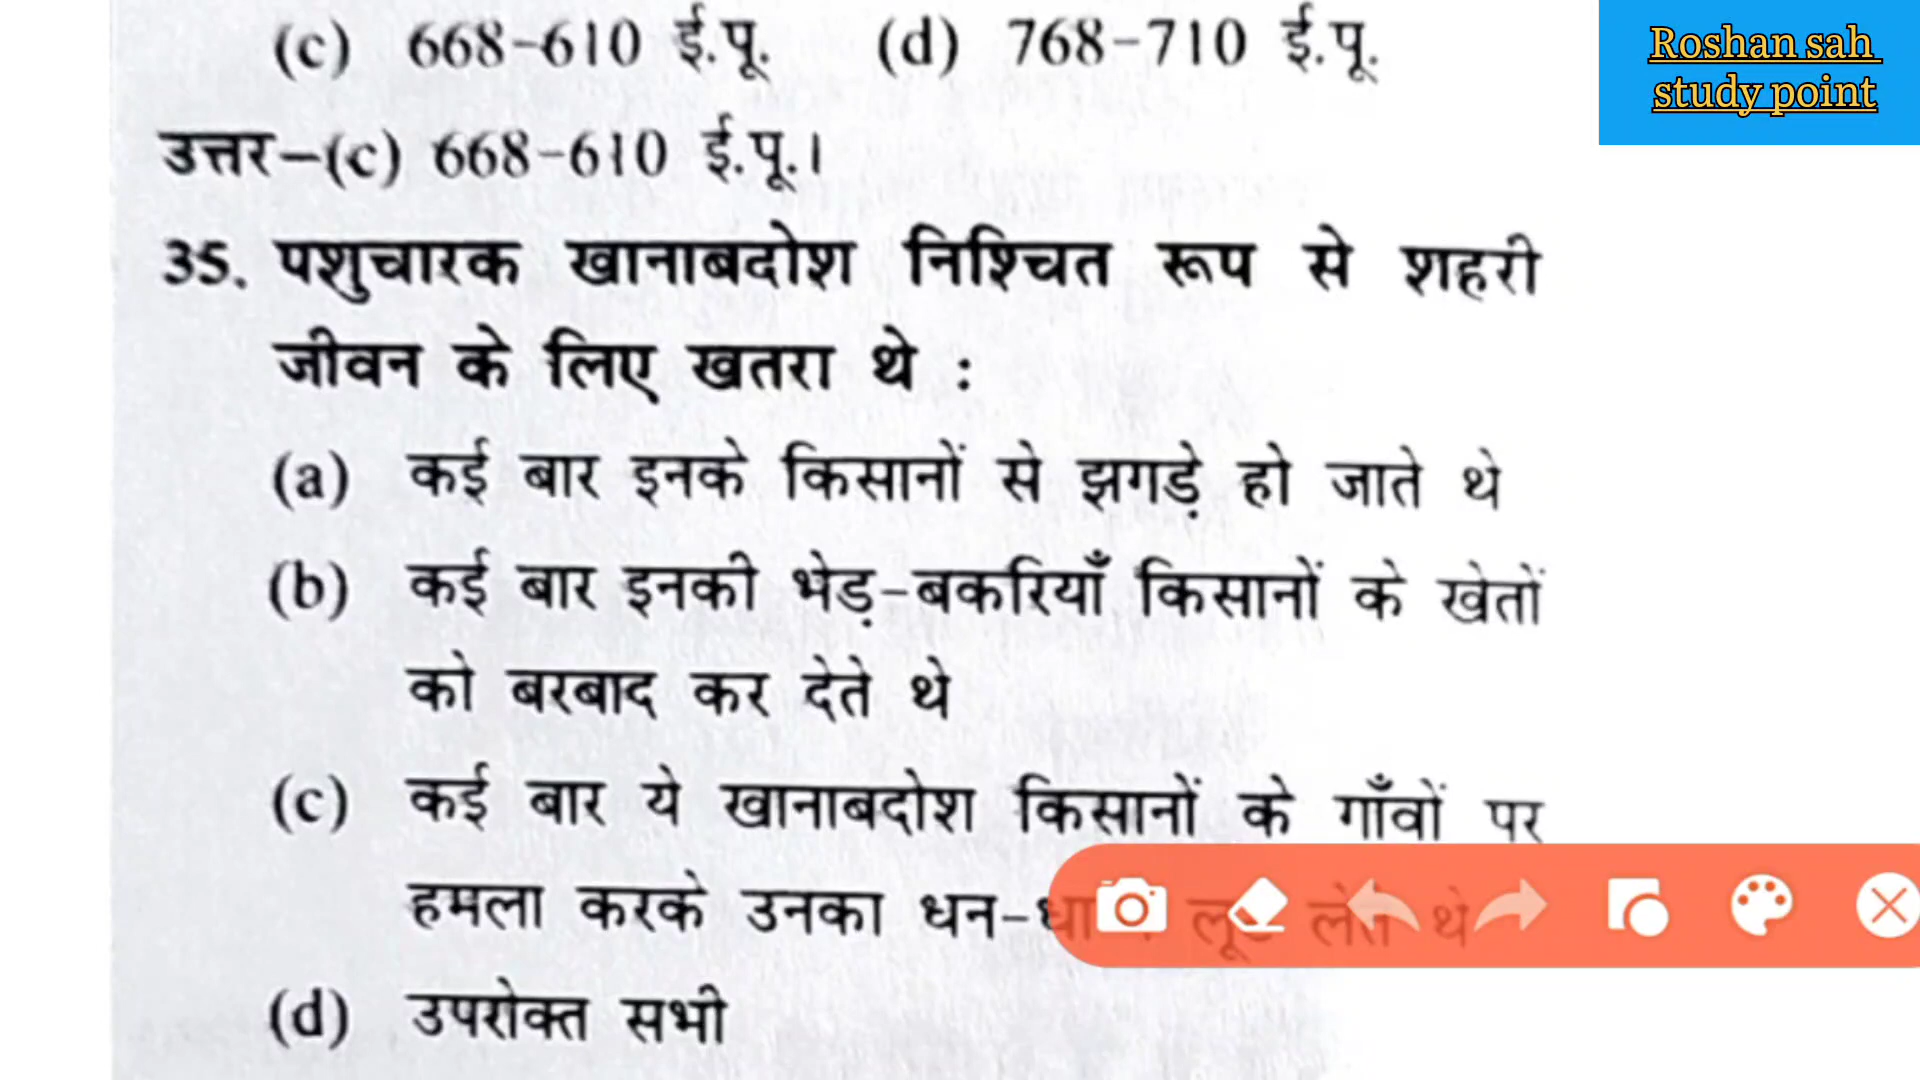 (c) 668-610 ई.पू. (d) 768-710 ई.पू.
Roshan sah
study point
उत्तर–(c) 668-610 ई.पू.।
35. पशुचारक खानाबदोश निश्चित रूप से शहरी
जीवन के लिए खतरा थे :
(a) कई बार इनके किसानों से झगड़े हो जाते थे
(b) कई बार इनकी भेड़-बकरियाँ किसानों के खेतों
को बरबाद कर देते थे
(c) कई बार ये खानाबदोश किसानों के गाँवों पर
हमला करके उनका धन- लूट लेते थे
(d) उपरोक्त सभी